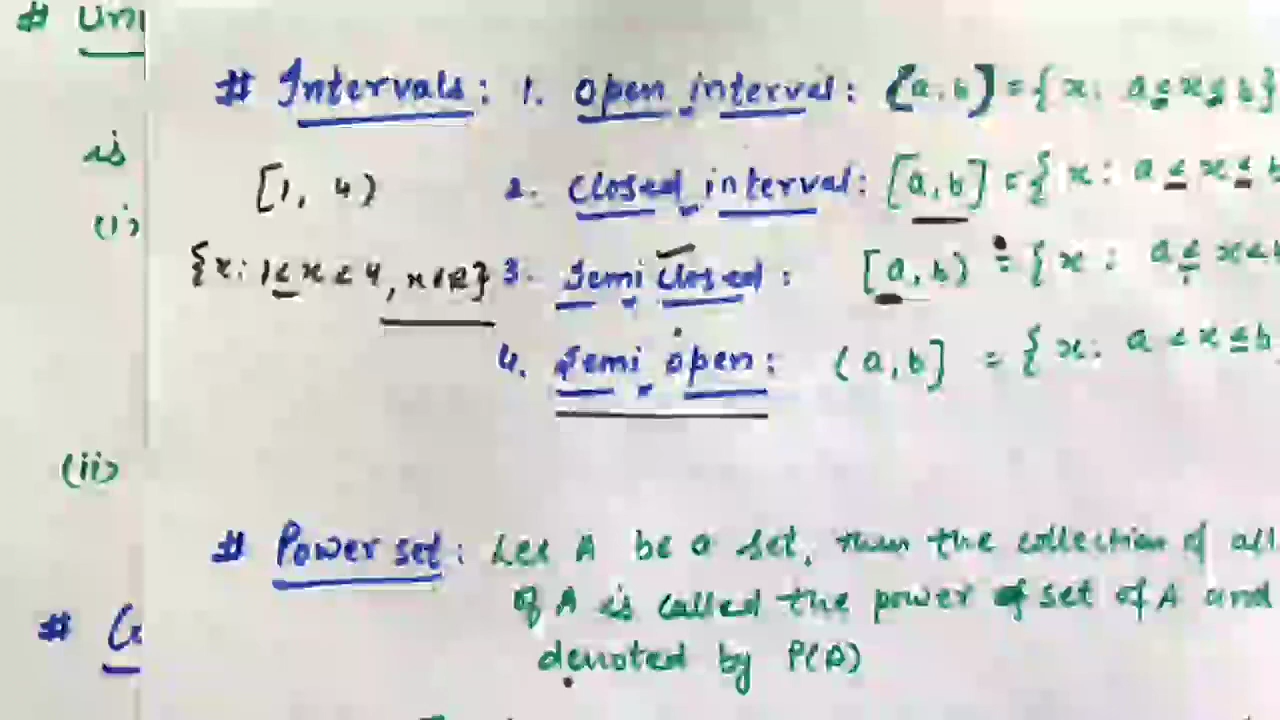 # Uni
# Intervals: 1. Open interval: (a,b] = {x: a≤x≤b}
is
[1, 4) 2. Closed interval: [a,b] = {x: a≤x≤b
(i)
{x: 1≤x<4, x∈R} 3. Semi closed: [a,b) = {x: a≤x<b
4. Semi open: (a,b] = {x: a<x≤b
(ii)
# Power set: Let A be a set, then the collection of all
of A is called the power of set of A and
#
denoted by P(A)